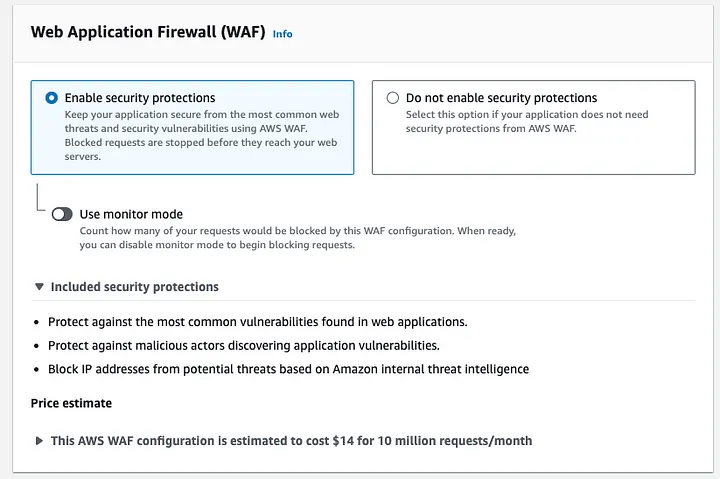 Web Application Firewall (WAF) Info
Enable security protections
Keep your application secure from the most common web
threats and security vulnerabilities using AWS WAF.
Blocked requests are stopped before they reach your web
servers.
Do not enable security protections
Select this option if your application does not need
security protections from AWS WAF.
Use monitor mode
Count how many of your requests would be blocked by this WAF configuration. When ready,
you can disable monitor mode to begin blocking requests.
Included security protections
Protect against the most common vulnerabilities found in web applications.
Protect against malicious actors discovering application vulnerabilities.
Block IP addresses from potential threats based on Amazon internal threat intelligence
Price estimate
This AWS WAF configuration is estimated to cost $14 for 10 million requests/month